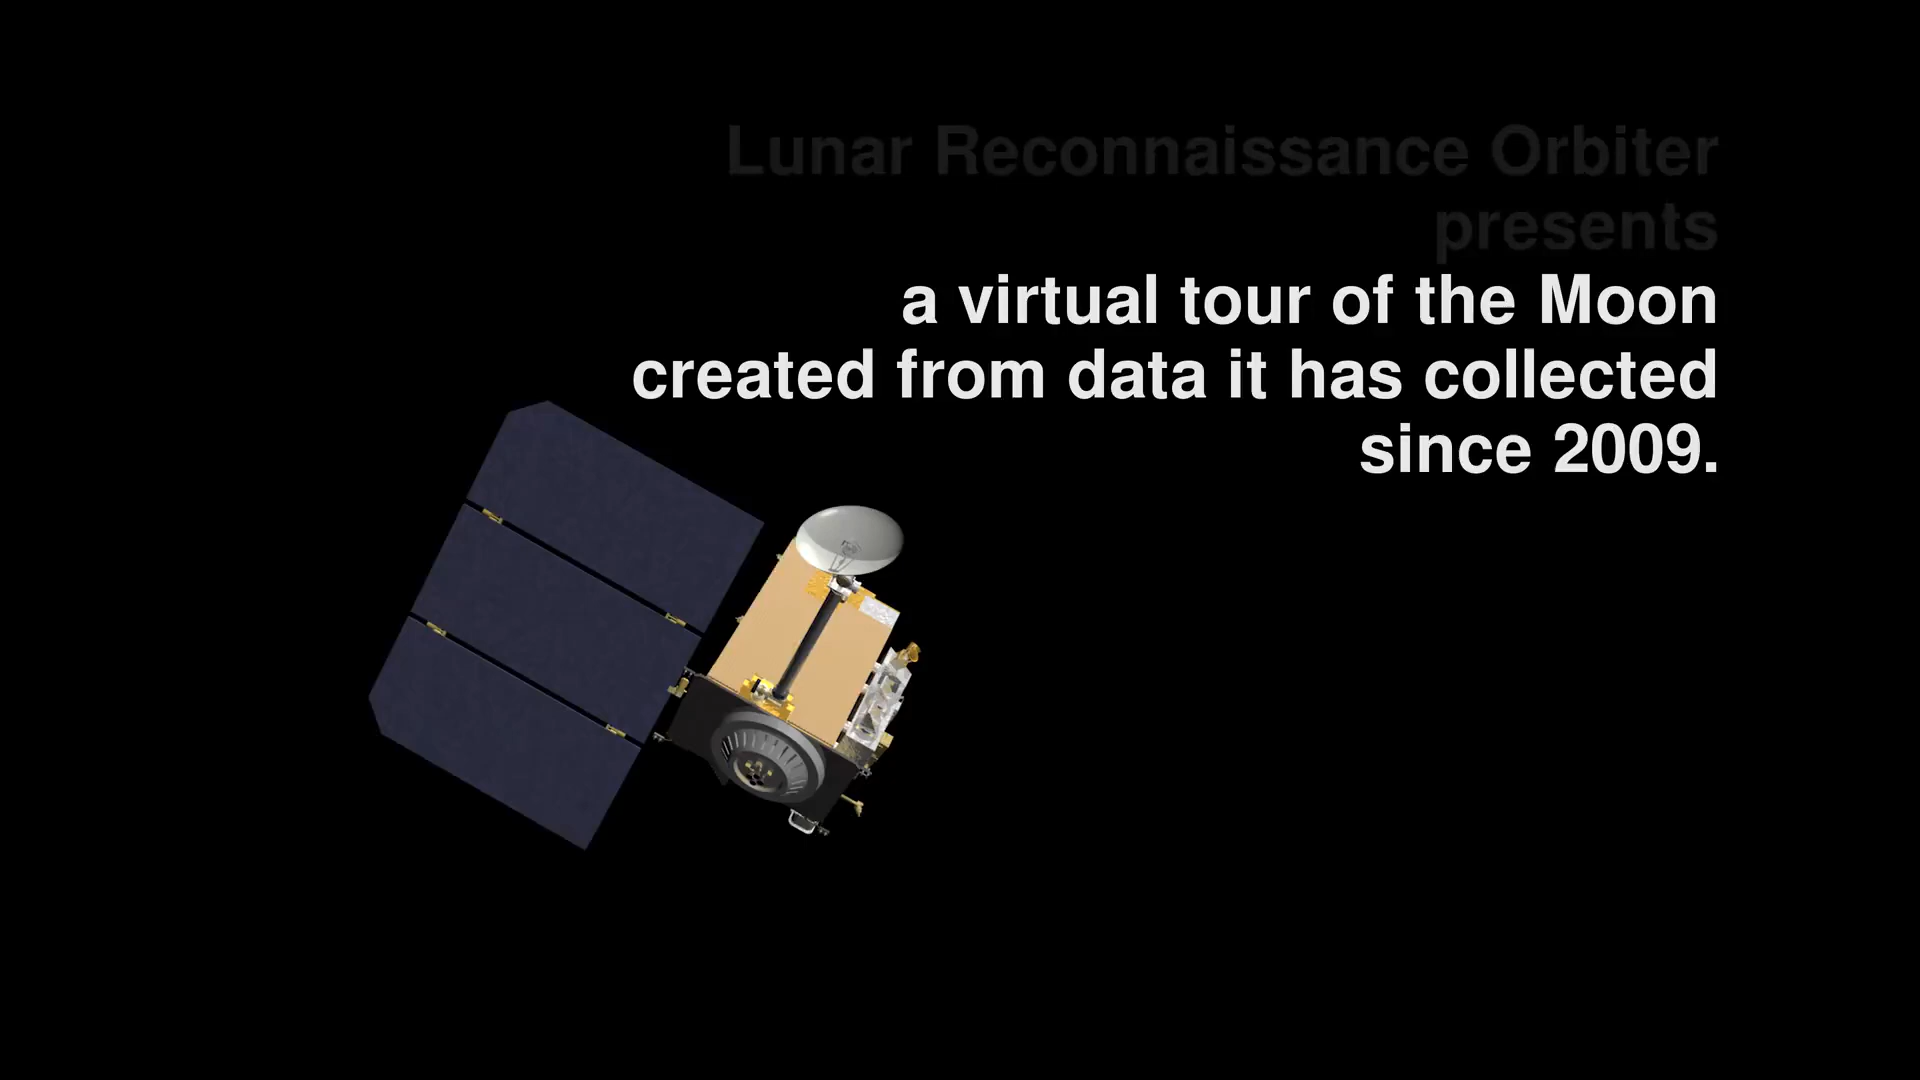 Lunar Reconnaissance Orbiter
presents
a virtual tour of the Moon
created from data it has collected
since 2009.